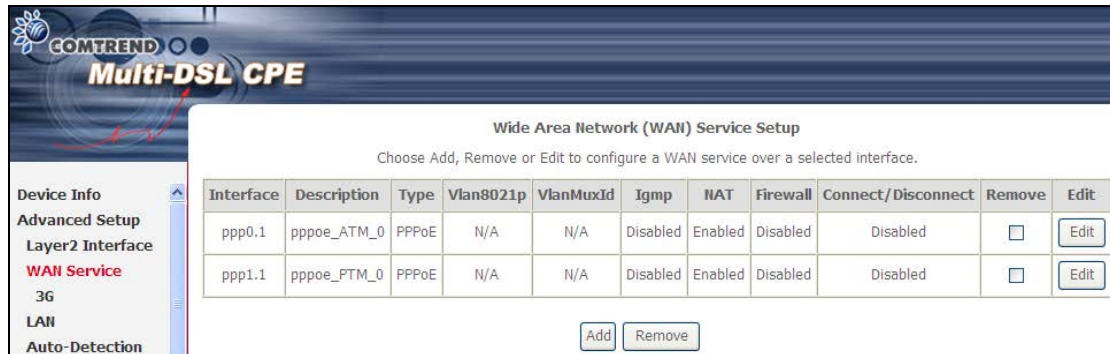 COMTREND
Multi-DSL CPE
Wide Area Network (WAN) Service Setup
Choose Add, Remove or Edit to configure a WAN service over a selected interface.
Device Info
Advanced Setup
Layer2 Interface
WAN Service
3G
LAN
Auto-Detection
Interface Description Type Vlan8021p VlanMuxId Igmp NAT Firewall Connect/Disconnect Remove Edit
ppp0.1 pppoe_ATM_0 PPPoE N/A N/A Disabled Enabled Disabled Disabled Edit
ppp1.1 pppoe_PTM_0 PPPoE N/A N/A Disabled Enabled Disabled Disabled Edit
Add Remove